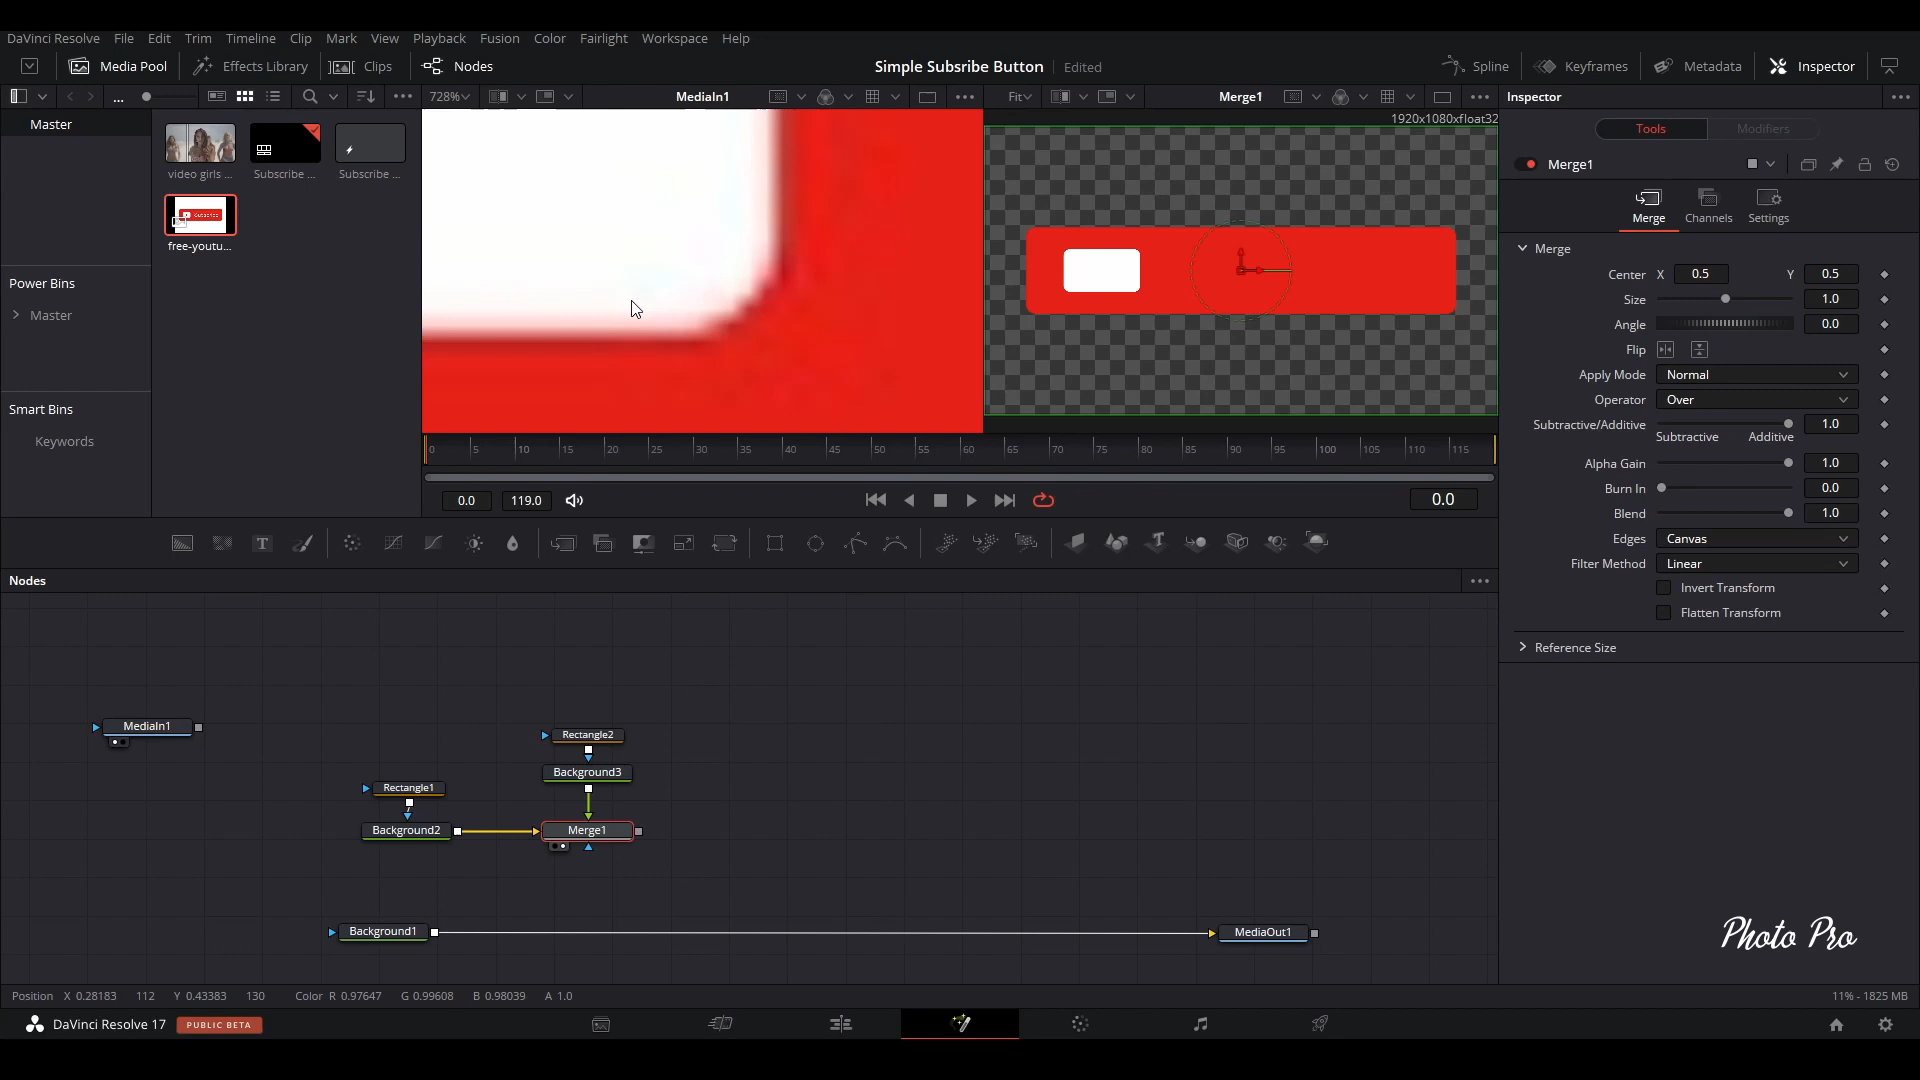 DaVinci Resolve File Edit Trim Timeline Clip Mark View Playback Fusion Color Fairlight Workspace Help
Media Pool Effects Library Clips Nodes Simple Subsribe Button Edited Spline Keyframes Metadata Inspector
... 728% MediaIn1 Fit Merge1 Inspector
Master
1920x1080xfloat32
Tools Modifiers
video girls ... Subscribe ... Subscribe ...
Merge1
free-youtu...
Merge Channels Settings
Power Bins
Master
Smart Bins
Keywords
Merge
Center X 0.5 Y 0.5
Size 1.0
Angle 0.0
Flip
Apply Mode Normal
Operator Over
Subtractive/Additive 1.0
Subtractive Additive
Alpha Gain 1.0
Burn In 0.0
Blend 1.0
Edges Canvas
Filter Method Linear
Invert Transform
Flatten Transform
Reference Size
0 5 10 15 20 25 30 35 40 45 50 55 60 65 70 75 80 85 90 95 100 105 110 115
0.0 119.0 0.0
Nodes
MediaIn1
Rectangle2
Background3
Rectangle1
Background2
Merge1
Background1
MediaOut1
Photo Pro
Position X 0.28183 112 Y 0.43383 130 Color R 0.97647 G 0.99608 B 0.98039 A 1.0 11% - 1825 MB
DaVinci Resolve 17 PUBLIC BETA